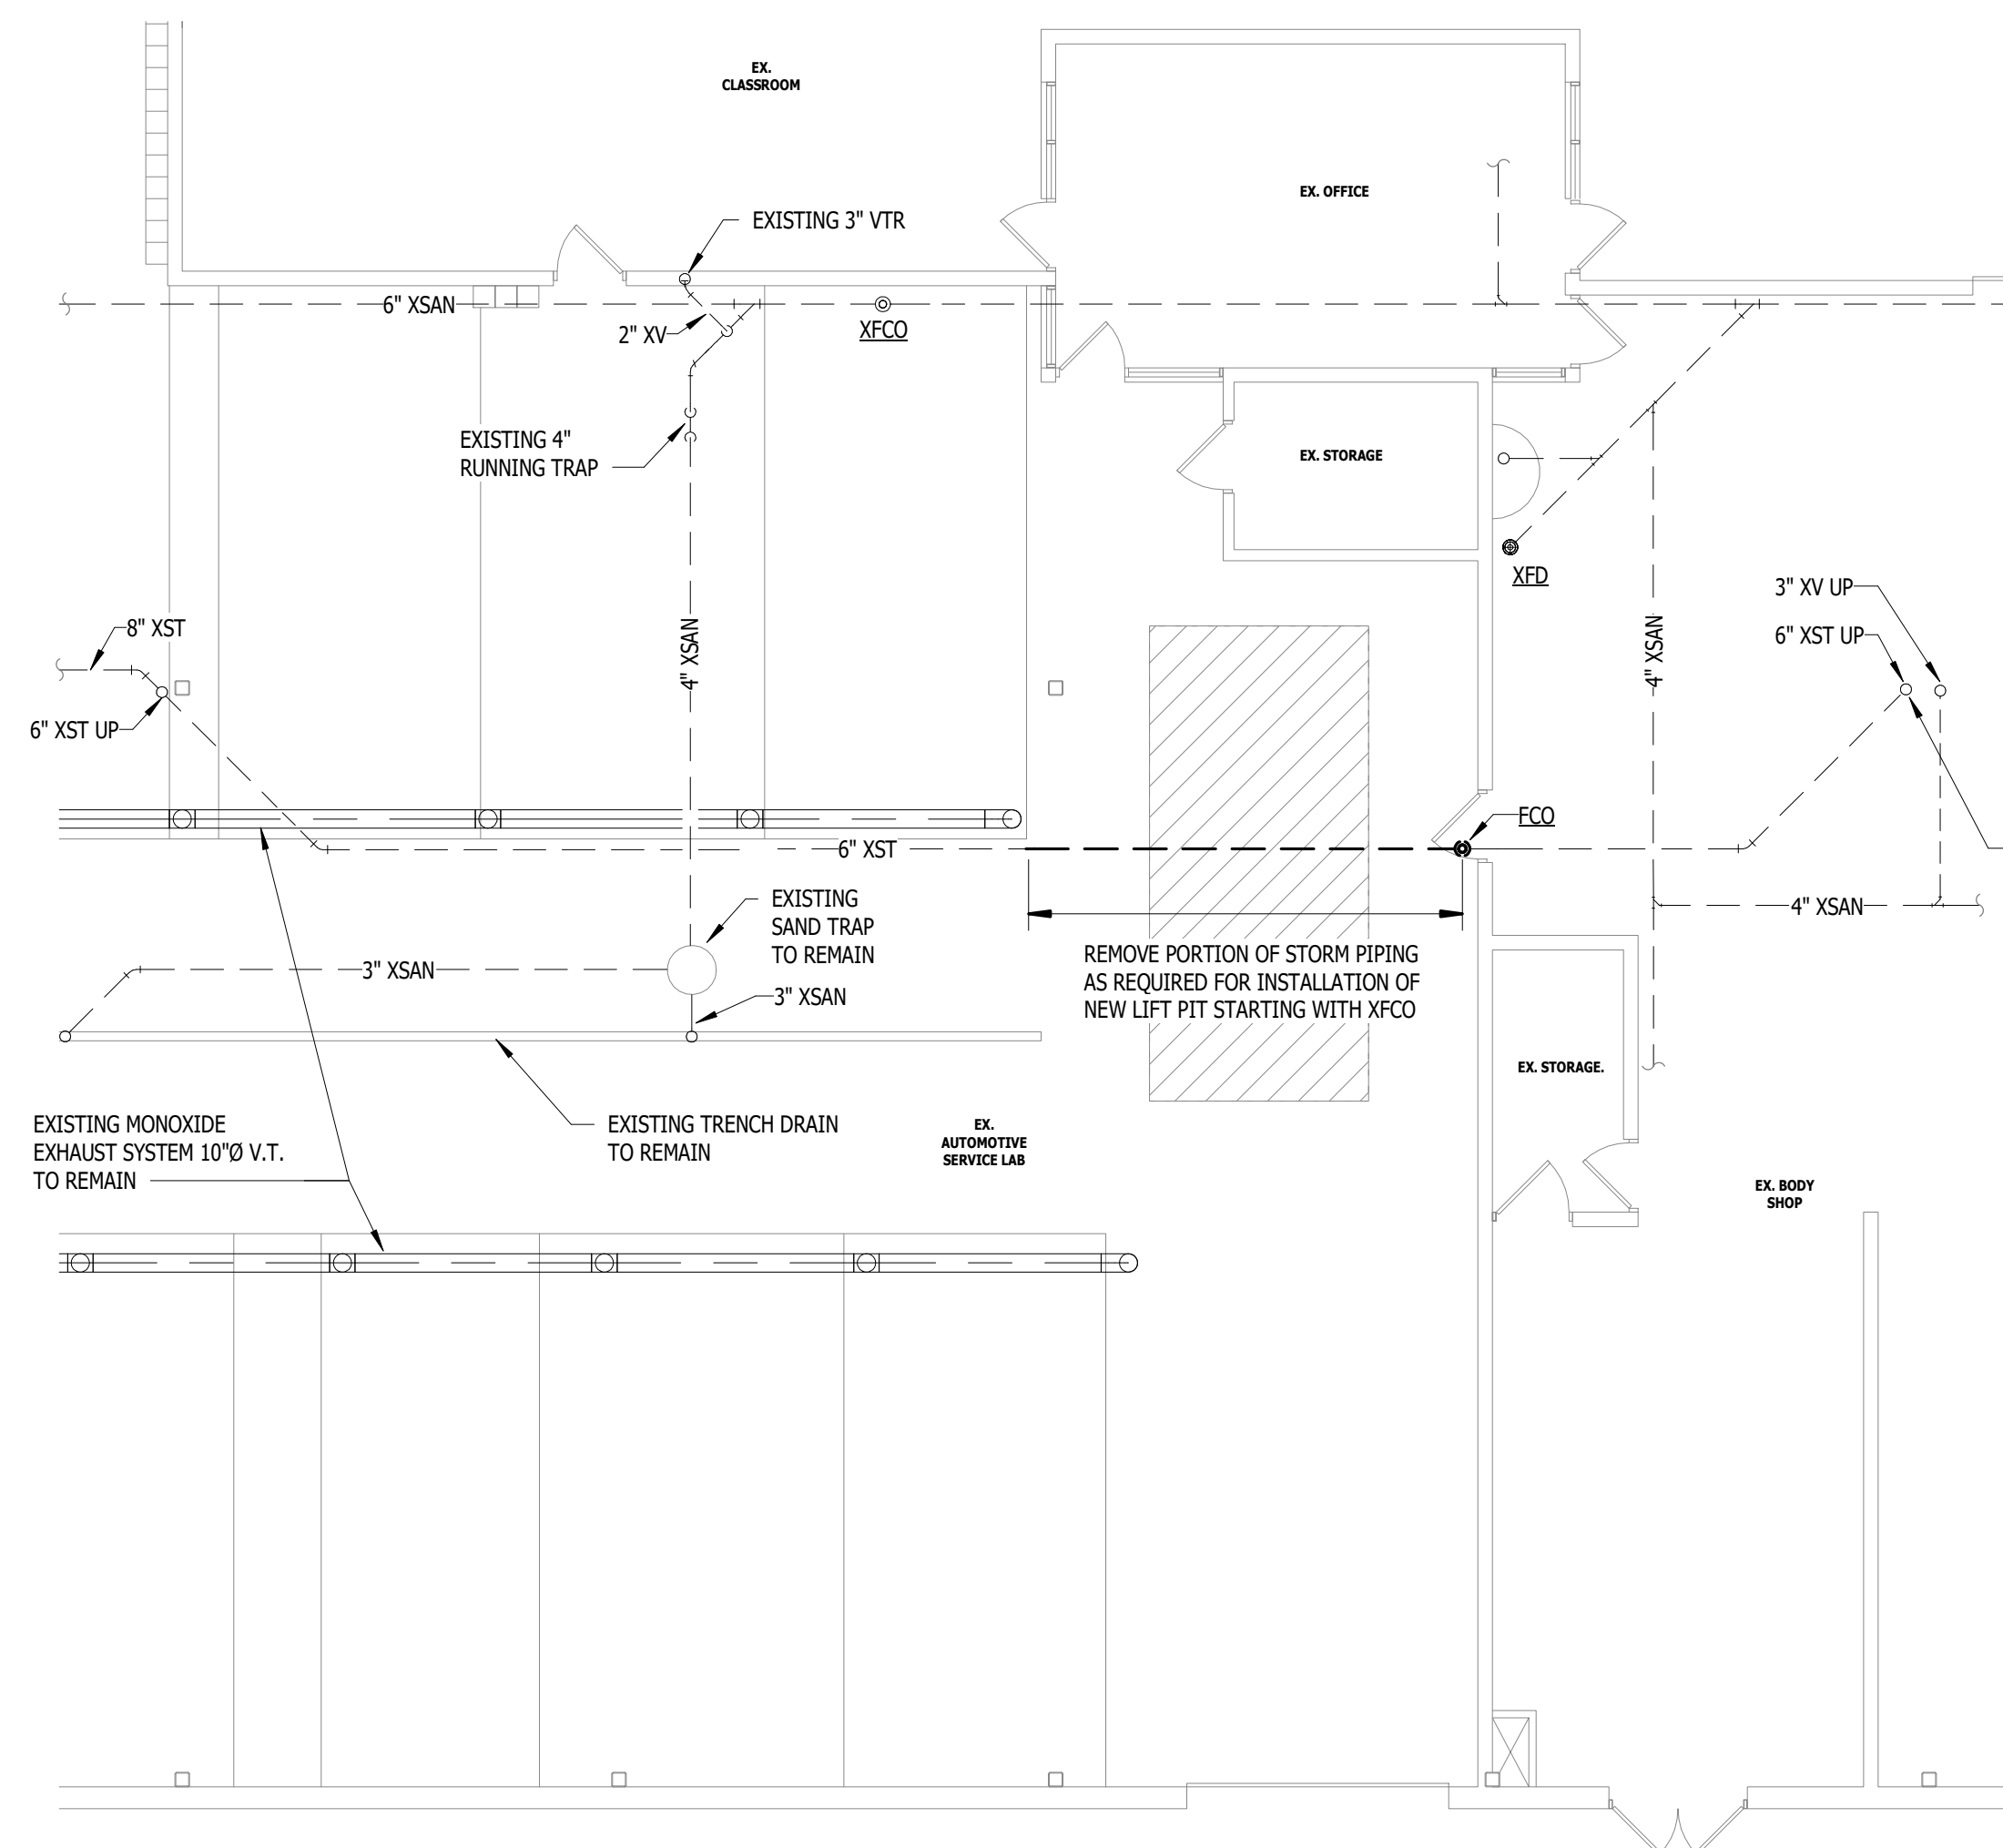 EX.
CLASSROOM
EX. OFFICE
EXISTING 3" VTR
6" XSAN
2" XV
XFCO
EXISTING 4"
RUNNING TRAP
EX. STORAGE
XFD
3" XV UP
6" XST UP
8" XST
4" XSAN
4" XSAN
6" XST UP
FCO
6" XST
EXISTING
SAND TRAP
TO REMAIN
4" XSAN
REMOVE PORTION OF STORM PIPING
AS REQUIRED FOR INSTALLATION OF
NEW LIFT PIT STARTING WITH XFCO
3" XSAN
3" XSAN
EX. STORAGE.
EXISTING MONOXIDE
EXHAUST SYSTEM 10"Ø V.T.
TO REMAIN
EXISTING TRENCH DRAIN
TO REMAIN
EX.
AUTOMOTIVE
SERVICE LAB
EX. BODY
SHOP